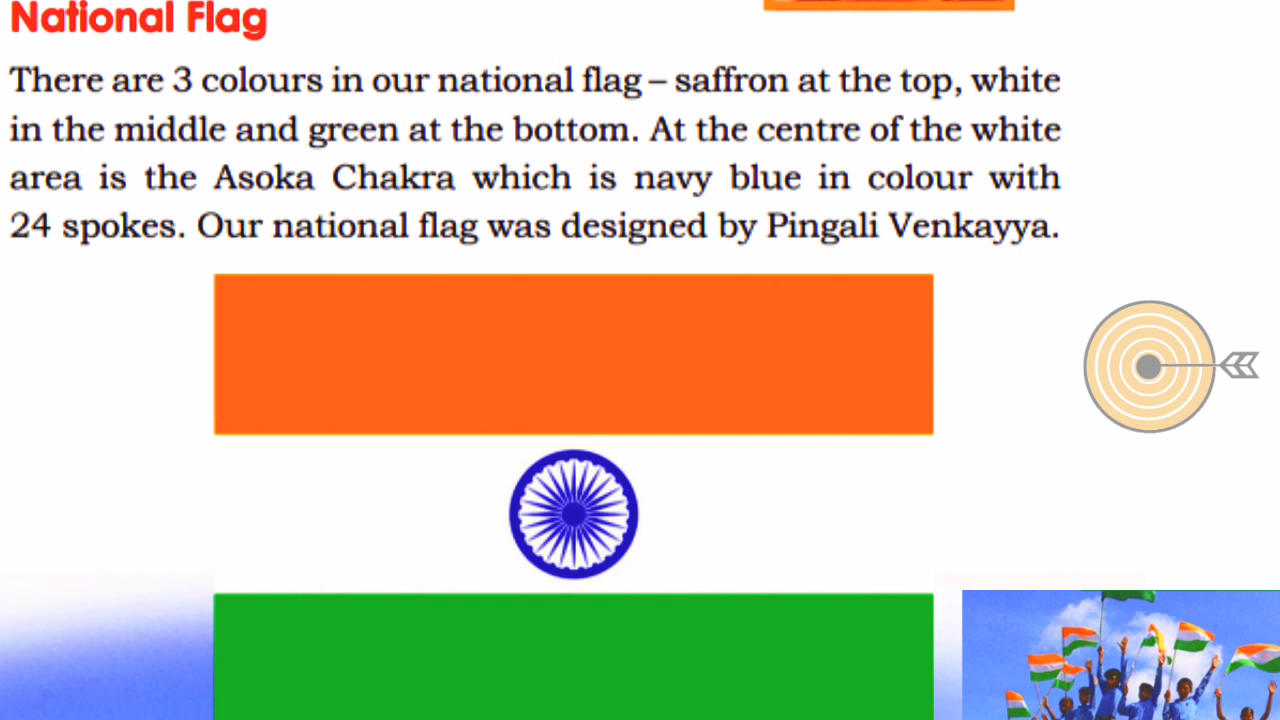 National Flag
There are 3 colours in our national flag – saffron at the top, white
in the middle and green at the bottom. At the centre of the white
area is the Asoka Chakra which is navy blue in colour with
24 spokes. Our national flag was designed by Pingali Venkayya.